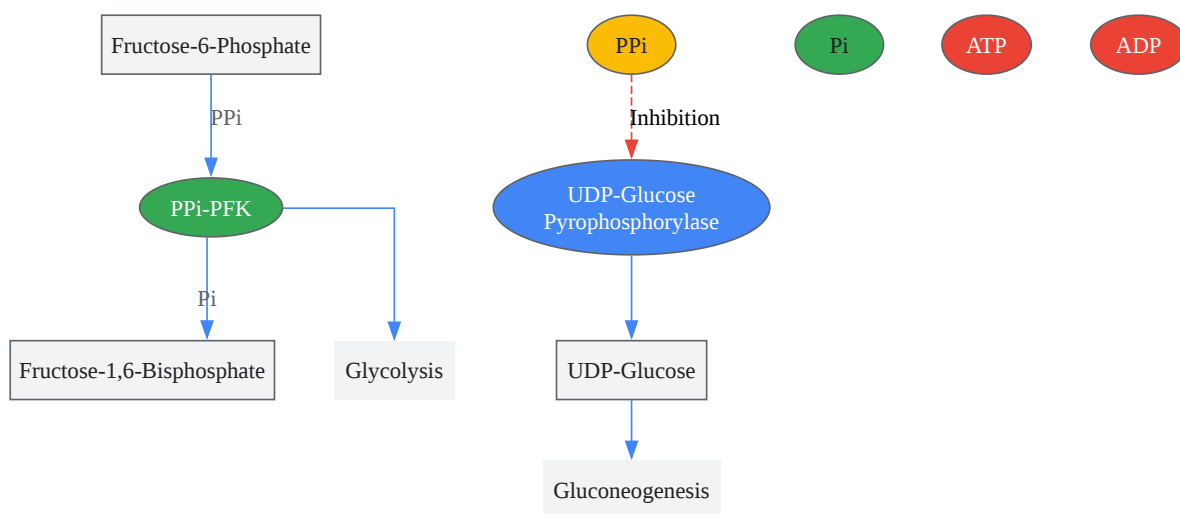 Fructose-6-Phosphate
PPi
Pi
ATP
ADP
PPi
Inhibition
PPi-PFK
UDP-Glucose
Pyrophosphorylase
Pi
Fructose-1,6-Bisphosphate
Glycolysis
UDP-Glucose
Gluconeogenesis